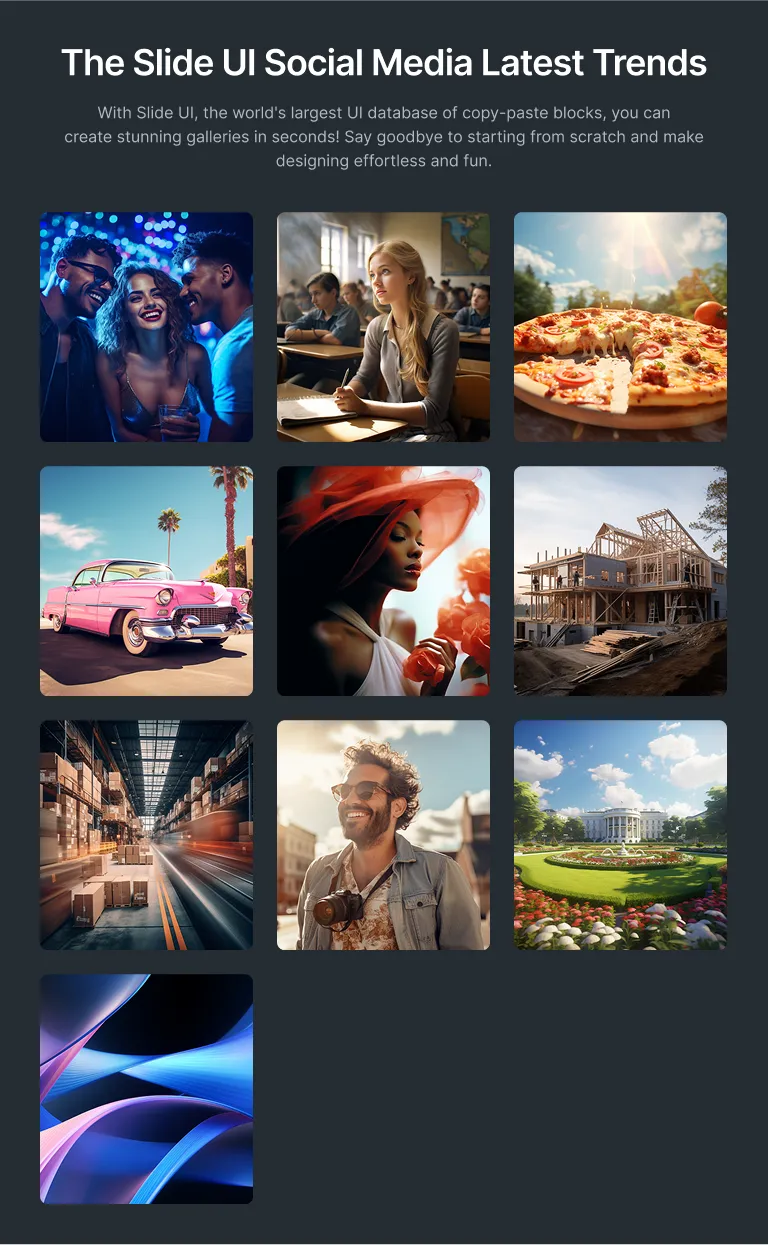 The Slide UI Social Media Latest Trends
With Slide UI, the world's largest UI database of copy-paste blocks, you can
create stunning galleries in seconds! Say goodbye to starting from scratch and make
designing effortless and fun.